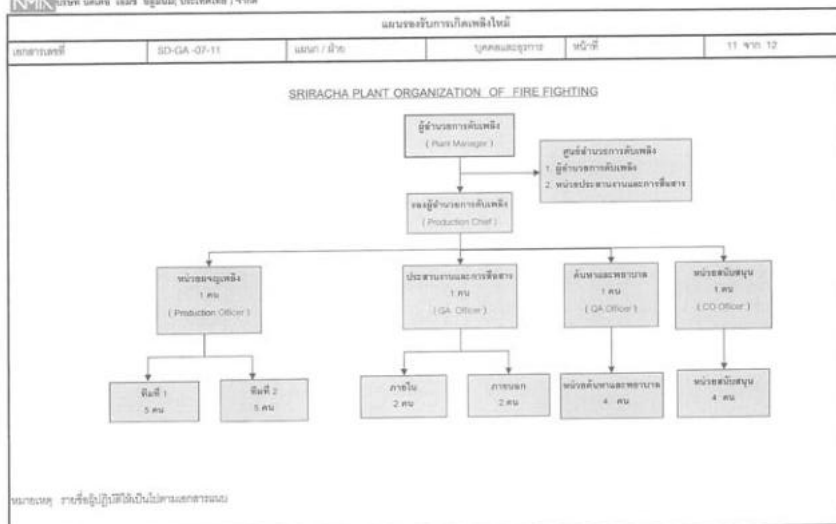 NMIX บริษัท
แผนรองรับการเกิดเพลิงไหม้
เอกสารเลขที่ SD-GA -07-11 แผนก / ฝ่าย บุคคลและธุรการ หน้าที่ 11 จาก 12
SRIRACHA PLANT ORGANIZATION OF FIRE FIGHTING
ผู้อำนวยการดับเพลิง
( Plant Manager )
ศูนย์อำนวยการดับเพลิง
1. ผู้อำนวยการดับเพลิง
2. หน่วยประสานงานและการสื่อสาร
รองผู้อำนวยการดับเพลิง
( Production Chief )
หน่วยผจญเพลิง
1 คน
( Production Officer )
ประสานงานและการสื่อสาร
1 คน
( GA Officer )
ค้นหาและพยาบาล
1 คน
( QA Officer )
หน่วยสนับสนุน
1 คน
( CO Officer )
ทีมที่ 1
5 คน
ทีมที่ 2
5 คน
ภายใน
2 คน
ภายนอก
2 คน
หน่วยค้นหาและพยาบาล
4 คน
หน่วยสนับสนุน
4 คน
หมายเหตุ รายชื่อผู้ปฏิบัติให้เป็นไปตามเอกสารแนบ